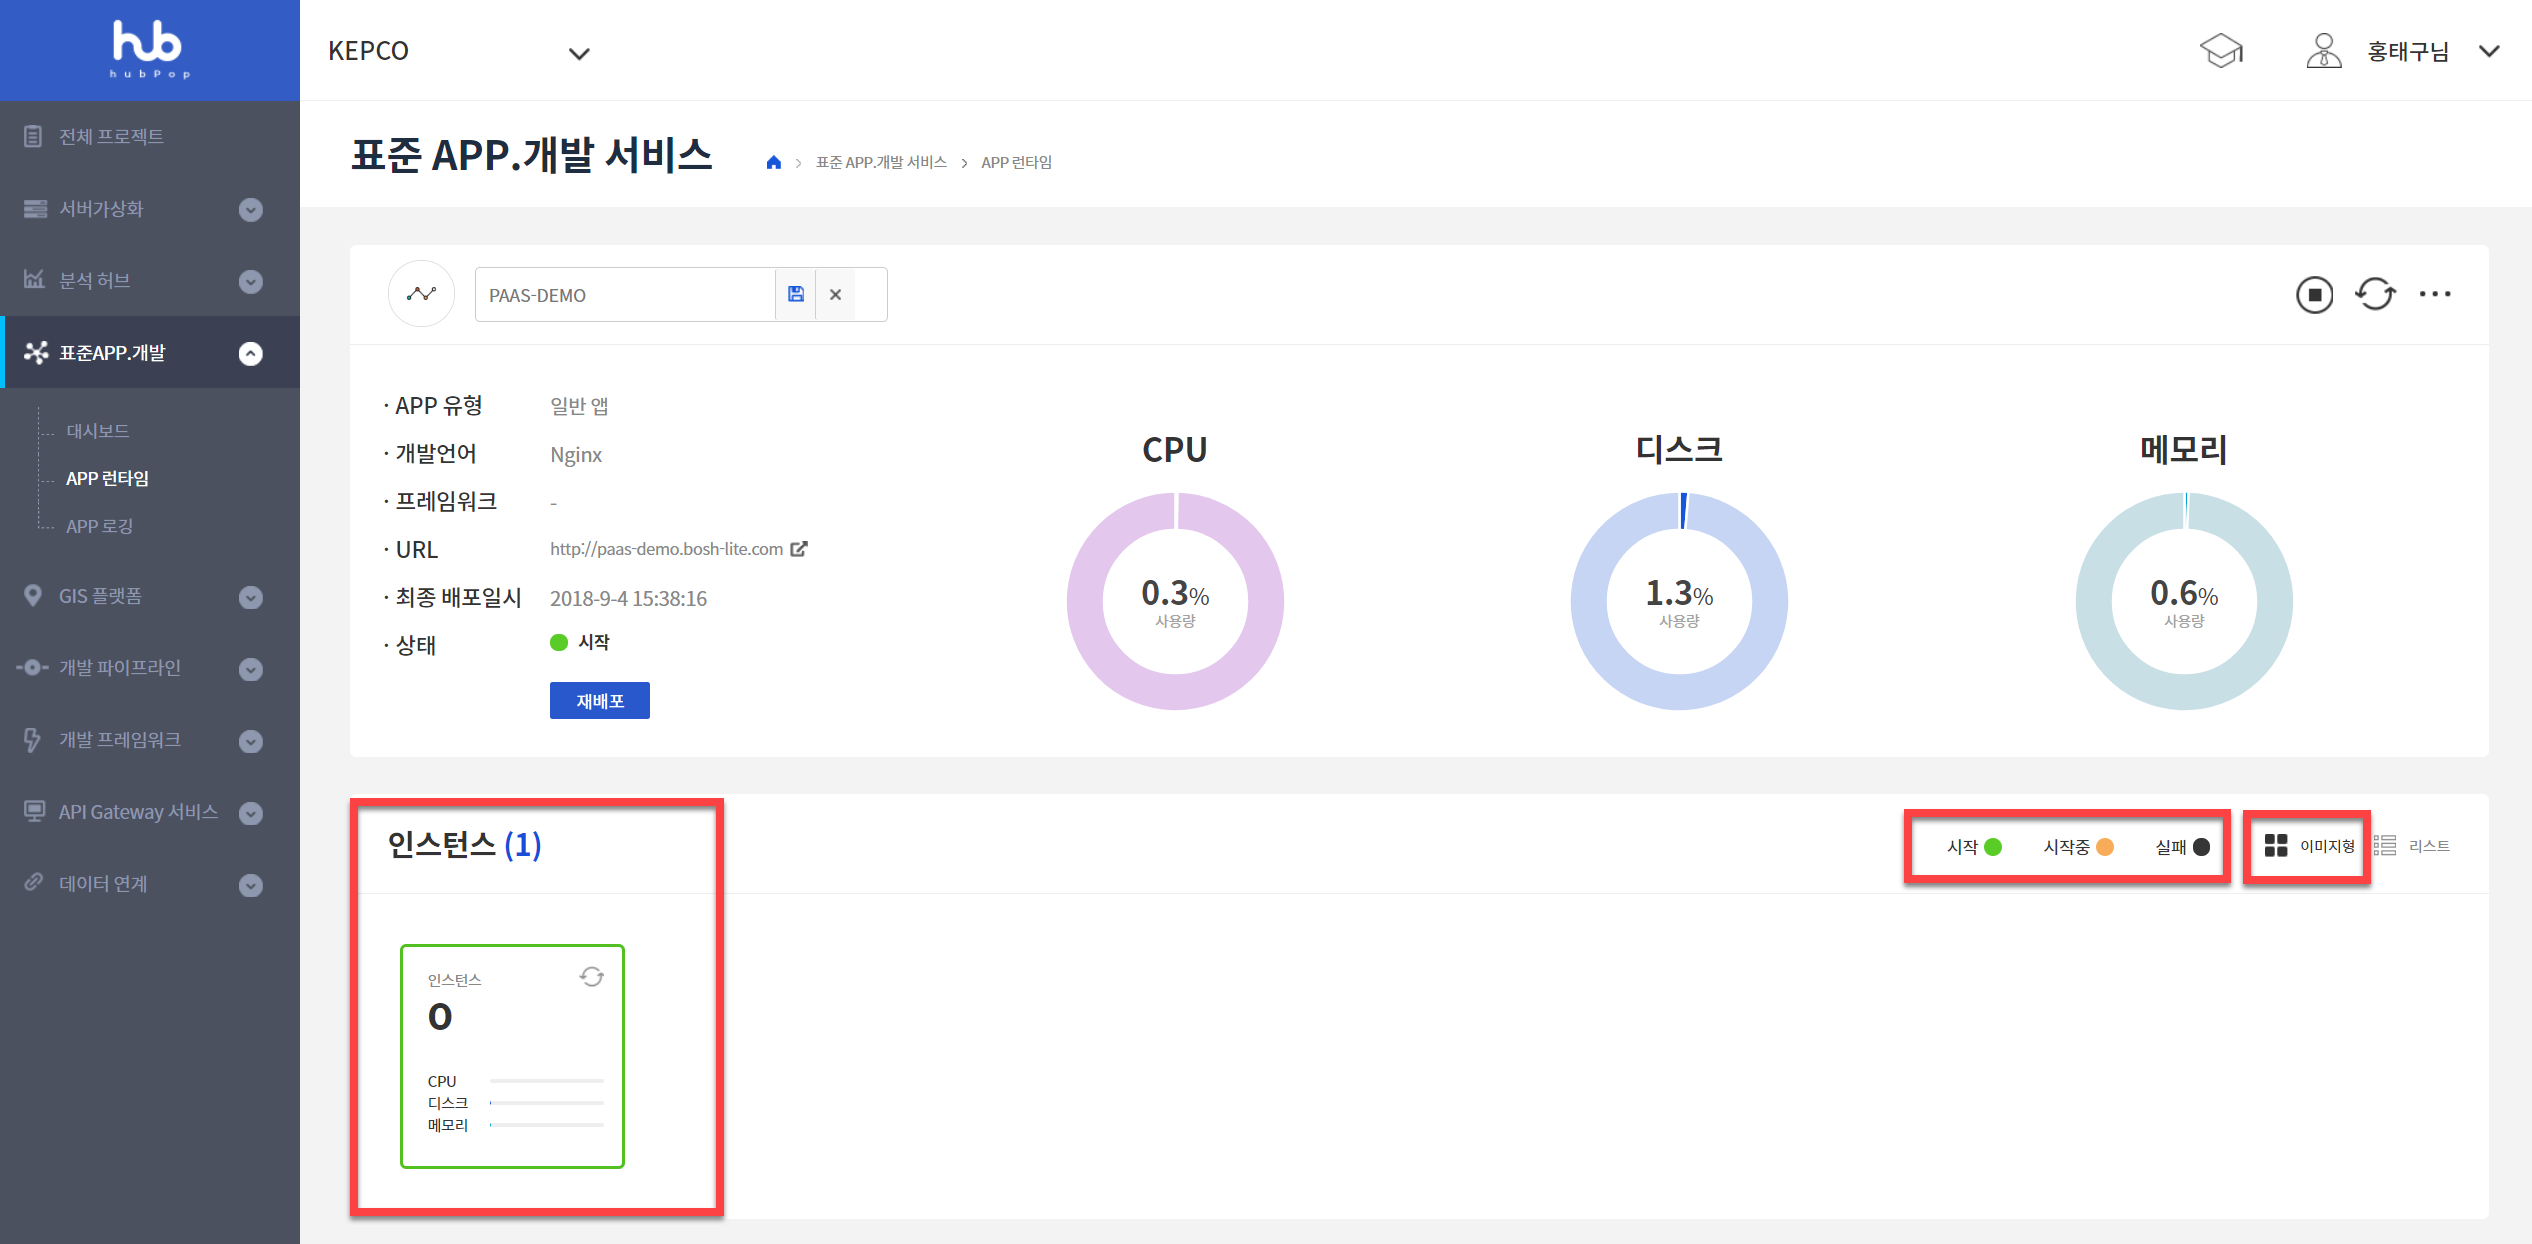 hub
hubPop
KEPCO
홍태구님
전체 프로젝트
서버가상화
분석 허브
표준APP.개발
대시보드
APP 런타임
APP 로깅
GIS 플랫폼
개발 파이프라인
개발 프레임워크
API Gateway 서비스
데이터 연계
표준 APP.개발 서비스
표준 APP.개발 서비스 > APP 런타임
PAAS-DEMO
· APP 유형 일반 앱
· 개발언어 Nginx
· 프레임워크 -
· URL http://paas-demo.bosh-lite.com
· 최종 배포일시 2018-9-4 15:38:16
· 상태 시작
재배포
CPU
0.3%
사용량
디스크
1.3%
사용량
메모리
0.6%
사용량
인스턴스 (1)
시작 시작중 실패 이미지형 리스트
인스턴스
0
CPU
디스크
메모리